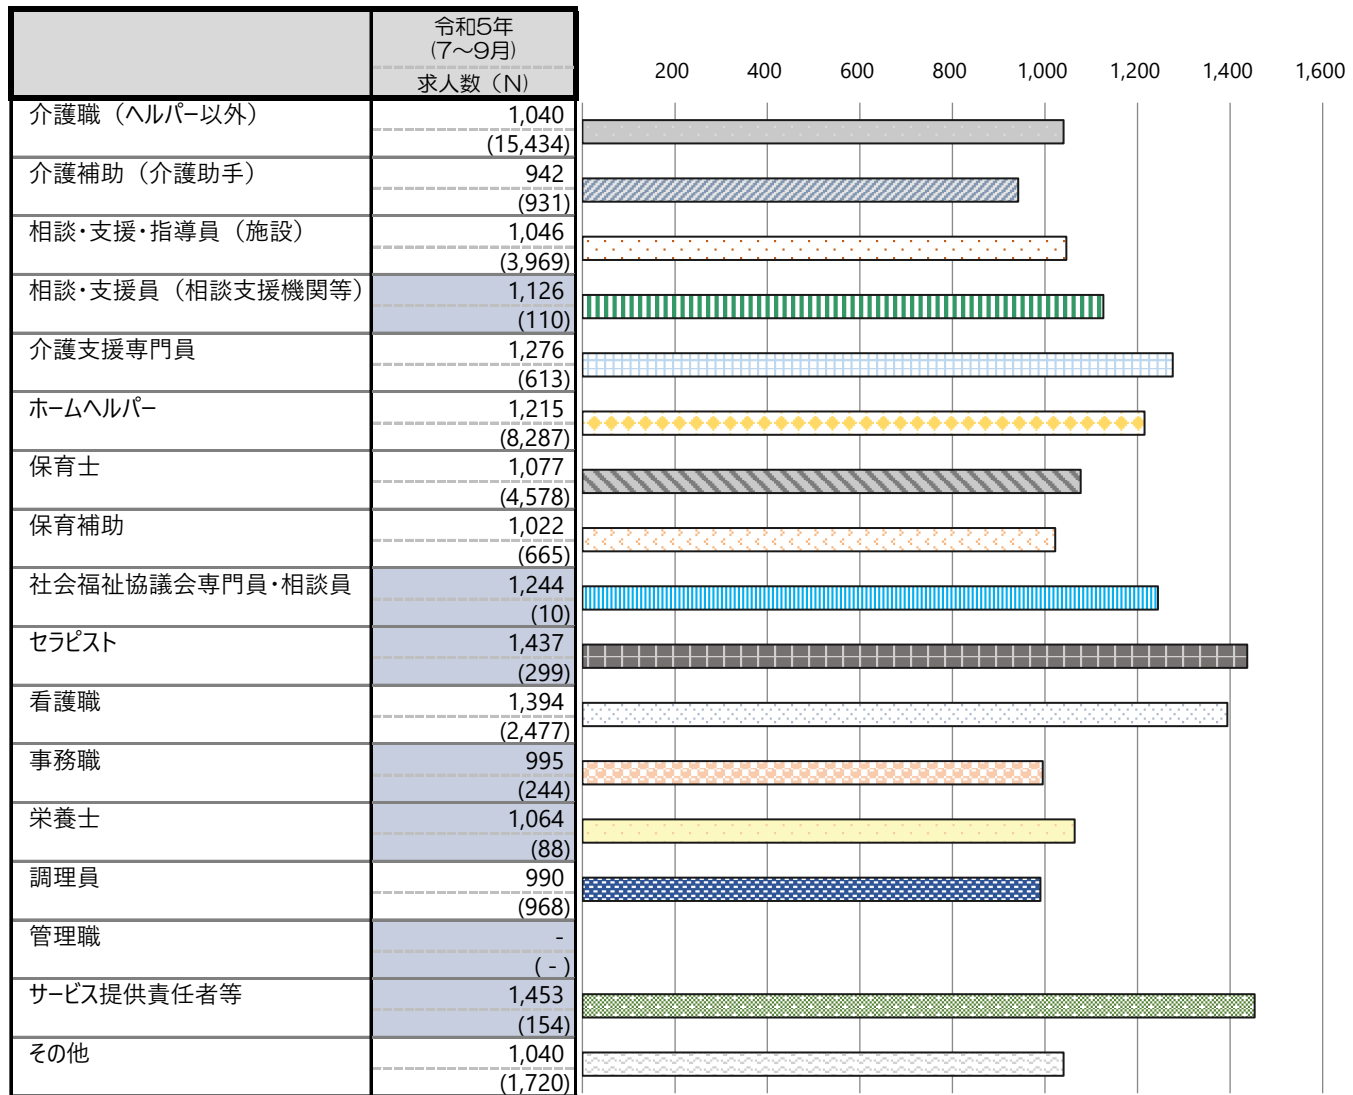 令和5年
(7～9月)
求人数（N）
200 400 600 800 1,000 1,200 1,400 1,600
介護職（ヘルパー以外） 1,040
(15,434)
介護補助（介護助手） 942
(931)
相談・支援・指導員（施設） 1,046
(3,969)
相談・支援員（相談支援機関等） 1,126
(110)
介護支援専門員 1,276
(613)
ホームヘルパー 1,215
(8,287)
保育士 1,077
(4,578)
保育補助 1,022
(665)
社会福祉協議会専門員・相談員 1,244
(10)
セラピスト 1,437
(299)
看護職 1,394
(2,477)
事務職 995
(244)
栄養士 1,064
(88)
調理員 990
(968)
管理職 -
( - )
サービス提供責任者等 1,453
(154)
その他 1,040
(1,720)